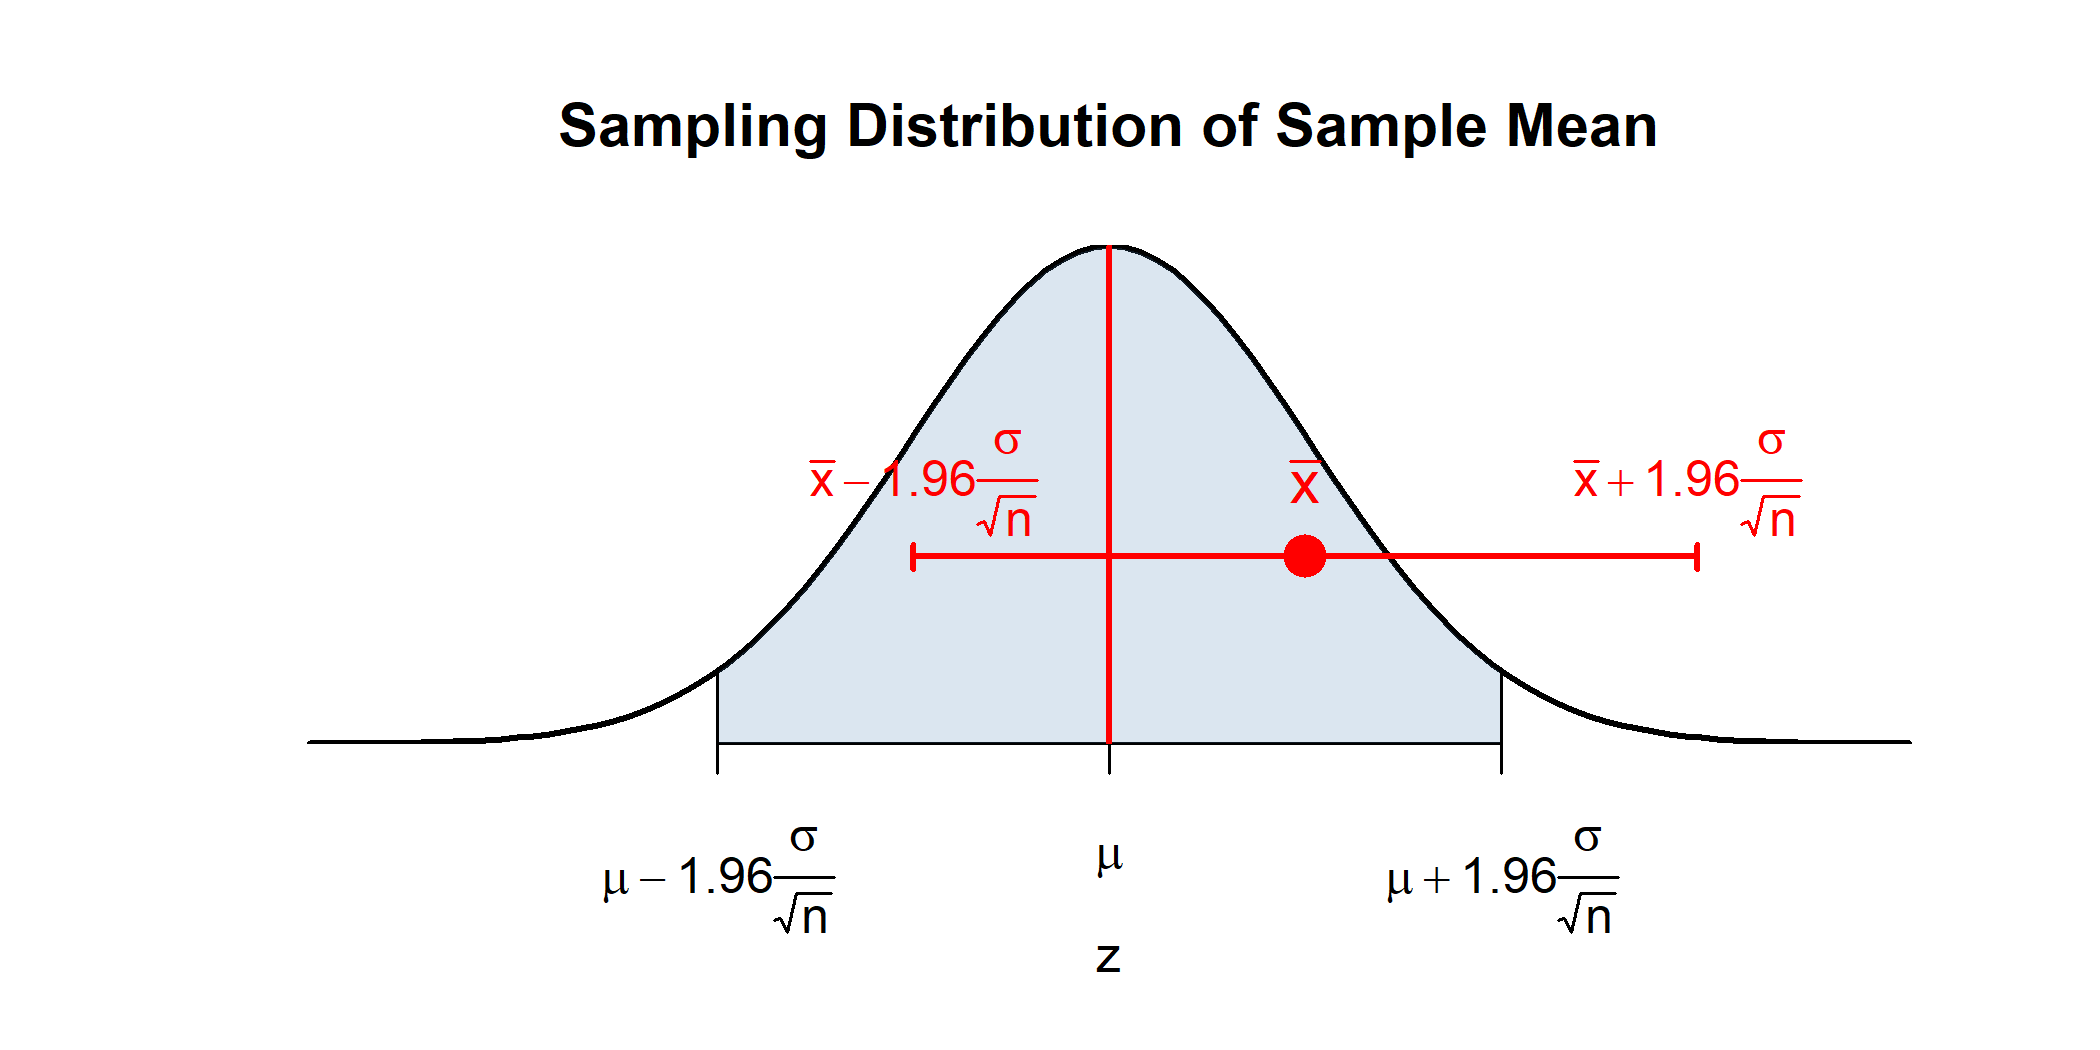 Sampling Distribution of Sample Mean
x̄ − 1.96 σ/√n
x̄
x̄ + 1.96 σ/√n
μ − 1.96 σ/√n
μ
μ + 1.96 σ/√n
z